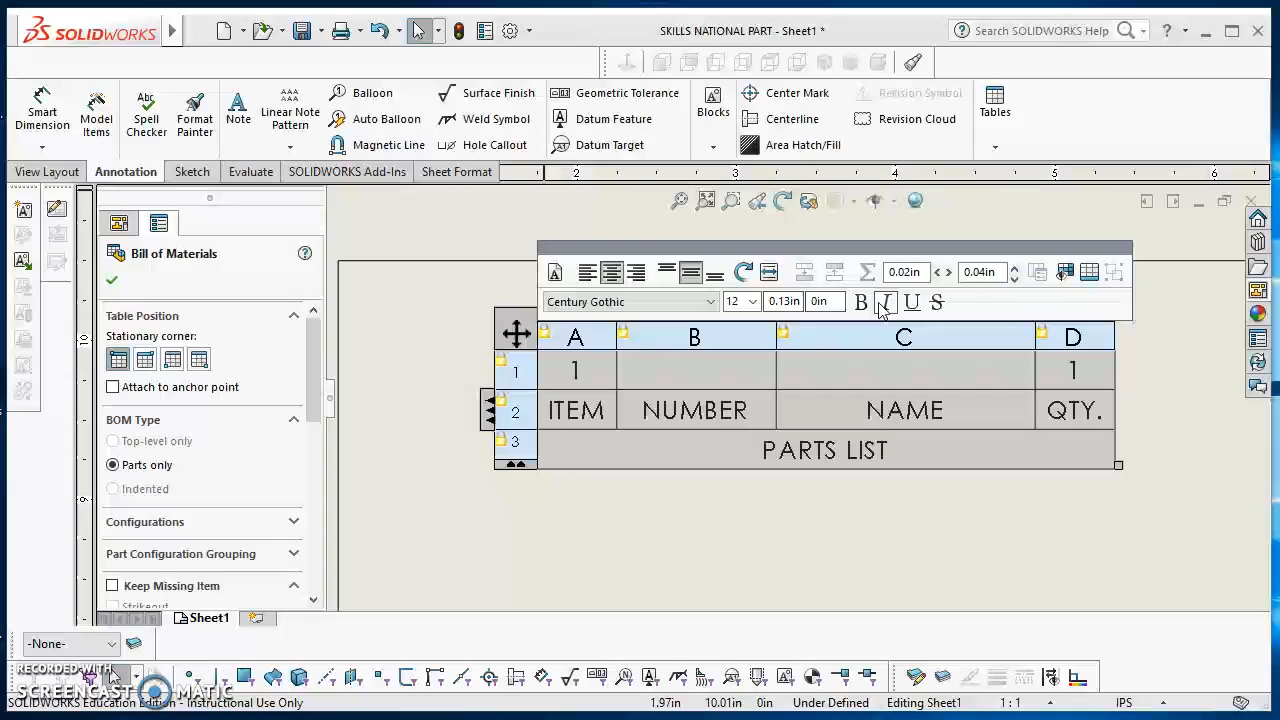 SOLIDWORKS
SKILLS NATIONAL PART - Sheet1 *
Search SOLIDWORKS Help
?
Smart Dimension
Model Items
Abc
Spell Checker
Format Painter
A
Note
AAA
AAA
Linear Note Pattern
Balloon
Auto Balloon
Magnetic Line
Surface Finish
Weld Symbol
Hole Callout
Geometric Tolerance
Datum Feature
Datum Target
A
Blocks
Center Mark
Centerline
Area Hatch/Fill
Revision Symbol
Revision Cloud
Tables
View Layout
Annotation
Sketch
Evaluate
SOLIDWORKS Add-Ins
Sheet Format
2
3
4
5
6
Bill of Materials
?
Table Position
Stationary corner:
Attach to anchor point
BOM Type
Top-level only
Parts only
Indented
Configurations
Part Configuration Grouping
Keep Missing Item
Strikeout
10
9
0.02in
0.04in
Century Gothic
12
0.13in
0in
B I U S
A B C D
1 1 1
2 ITEM NUMBER NAME QTY.
3 PARTS LIST
Sheet1
-None-
RECORDED WITH
SCREENCAST MATIC
SOLIDWORKS Education Edition - Instructional Use Only
1.97in
10.01in
0in
Under Defined
Editing Sheet1
1 : 1
IPS